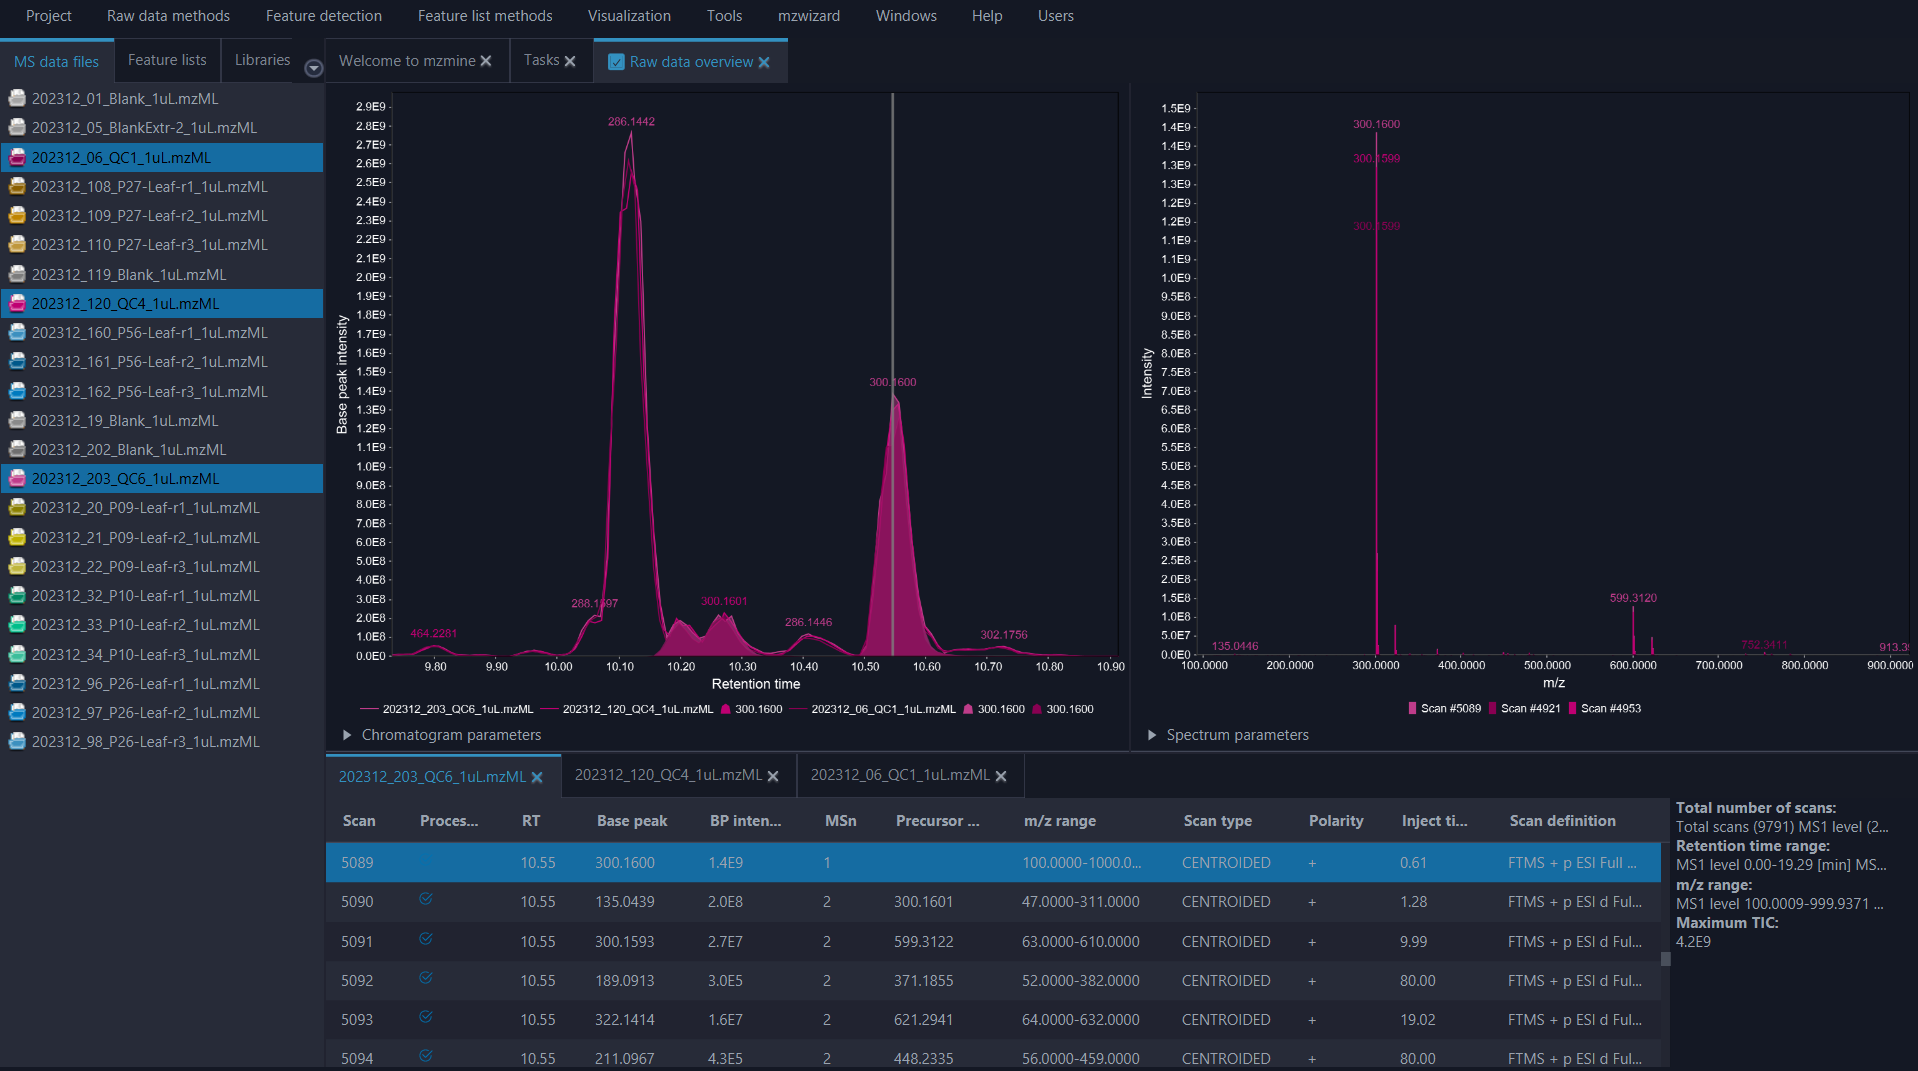 Project Raw data methods Feature detection Feature list methods Visualization Tools mzwizard Windows Help Users
MS data files Feature lists Libraries
Welcome to mzmine Tasks Raw data overview
202312_01_Blank_1uL.mzML
202312_05_BlankExtr-2_1uL.mzML
202312_06_QC1_1uL.mzML
202312_108_P27-Leaf-r1_1uL.mzML
202312_109_P27-Leaf-r2_1uL.mzML
202312_110_P27-Leaf-r3_1uL.mzML
202312_119_Blank_1uL.mzML
202312_120_QC4_1uL.mzML
202312_160_P56-Leaf-r1_1uL.mzML
202312_161_P56-Leaf-r2_1uL.mzML
202312_162_P56-Leaf-r3_1uL.mzML
202312_19_Blank_1uL.mzML
202312_202_Blank_1uL.mzML
202312_203_QC6_1uL.mzML
202312_20_P09-Leaf-r1_1uL.mzML
202312_21_P09-Leaf-r2_1uL.mzML
202312_22_P09-Leaf-r3_1uL.mzML
202312_32_P10-Leaf-r1_1uL.mzML
202312_33_P10-Leaf-r2_1uL.mzML
202312_34_P10-Leaf-r3_1uL.mzML
202312_96_P26-Leaf-r1_1uL.mzML
202312_97_P26-Leaf-r2_1uL.mzML
202312_98_P26-Leaf-r3_1uL.mzML
Base peak intensity
2.9E9
2.8E9
2.7E9
2.6E9
2.5E9
2.4E9
2.3E9
2.2E9
2.1E9
2.0E9
1.9E9
1.8E9
1.7E9
1.6E9
1.5E9
1.4E9
1.3E9
1.2E9
1.1E9
1.0E9
9.0E8
8.0E8
7.0E8
6.0E8
5.0E8
4.0E8
3.0E8
2.0E8
1.0E8
0.0E0
286.1442
300.1600
288.1597
300.1601
286.1446
464.2281
302.1756
9.80 9.90 10.00 10.10 10.20 10.30 10.40 10.50 10.60 10.70 10.80 10.90
Retention time
202312_203_QC6_1uL.mzML 202312_120_QC4_1uL.mzML 300.1600 202312_06_QC1_1uL.mzML 300.1600 300.1600
Chromatogram parameters
Intensity
1.5E9
1.4E9
1.4E9
1.3E9
1.3E9
1.2E9
1.2E9
1.1E9
1.1E9
1.0E9
9.5E8
9.0E8
8.5E8
8.0E8
7.5E8
7.0E8
6.5E8
6.0E8
5.5E8
5.0E8
4.5E8
4.0E8
3.5E8
3.0E8
2.5E8
2.0E8
1.5E8
1.0E8
5.0E7
0.0E0
300.1600
300.1599
300.1599
599.3120
135.0446
752.3411
913.3
100.0000 200.0000 300.0000 400.0000 500.0000 600.0000 700.0000 800.0000 900.0000
m/z
Scan #5089 Scan #4921 Scan #4953
Spectrum parameters
202312_203_QC6_1uL.mzML 202312_120_QC4_1uL.mzML 202312_06_QC1_1uL.mzML
Scan Proces... RT Base peak BP inten... MSn Precursor ... m/z range Scan type Polarity Inject ti... Scan definition
5089 10.55 300.1600 1.4E9 1 100.0000-1000.0... CENTROIDED + 0.61 FTMS + p ESI Full ...
5090 10.55 135.0439 2.0E8 2 300.1601 47.0000-311.0000 CENTROIDED + 1.28 FTMS + p ESI d Ful...
5091 10.55 300.1593 2.7E7 2 599.3122 63.0000-610.0000 CENTROIDED + 9.99 FTMS + p ESI d Ful...
5092 10.55 189.0913 3.0E5 2 371.1855 52.0000-382.0000 CENTROIDED + 80.00 FTMS + p ESI d Ful...
5093 10.55 322.1414 1.6E7 2 621.2941 64.0000-632.0000 CENTROIDED + 19.02 FTMS + p ESI d Ful...
5094 10.55 211.0967 4.3E5 2 448.2335 56.0000-459.0000 CENTROIDED + 80.00 FTMS + p ESI d Ful...
Total number of scans:
Total scans (9791) MS1 level (2...
Retention time range:
MS1 level 0.00-19.29 [min] MS...
m/z range:
MS1 level 100.0009-999.9371 ...
Maximum TIC:
4.2E9